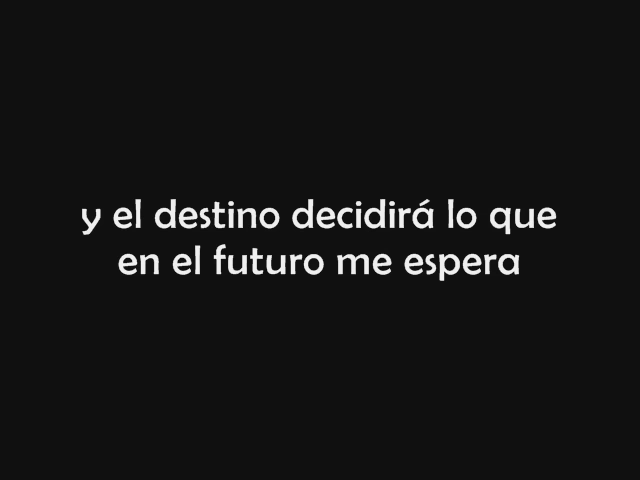 y el destino decidirá lo que
en el futuro me espera